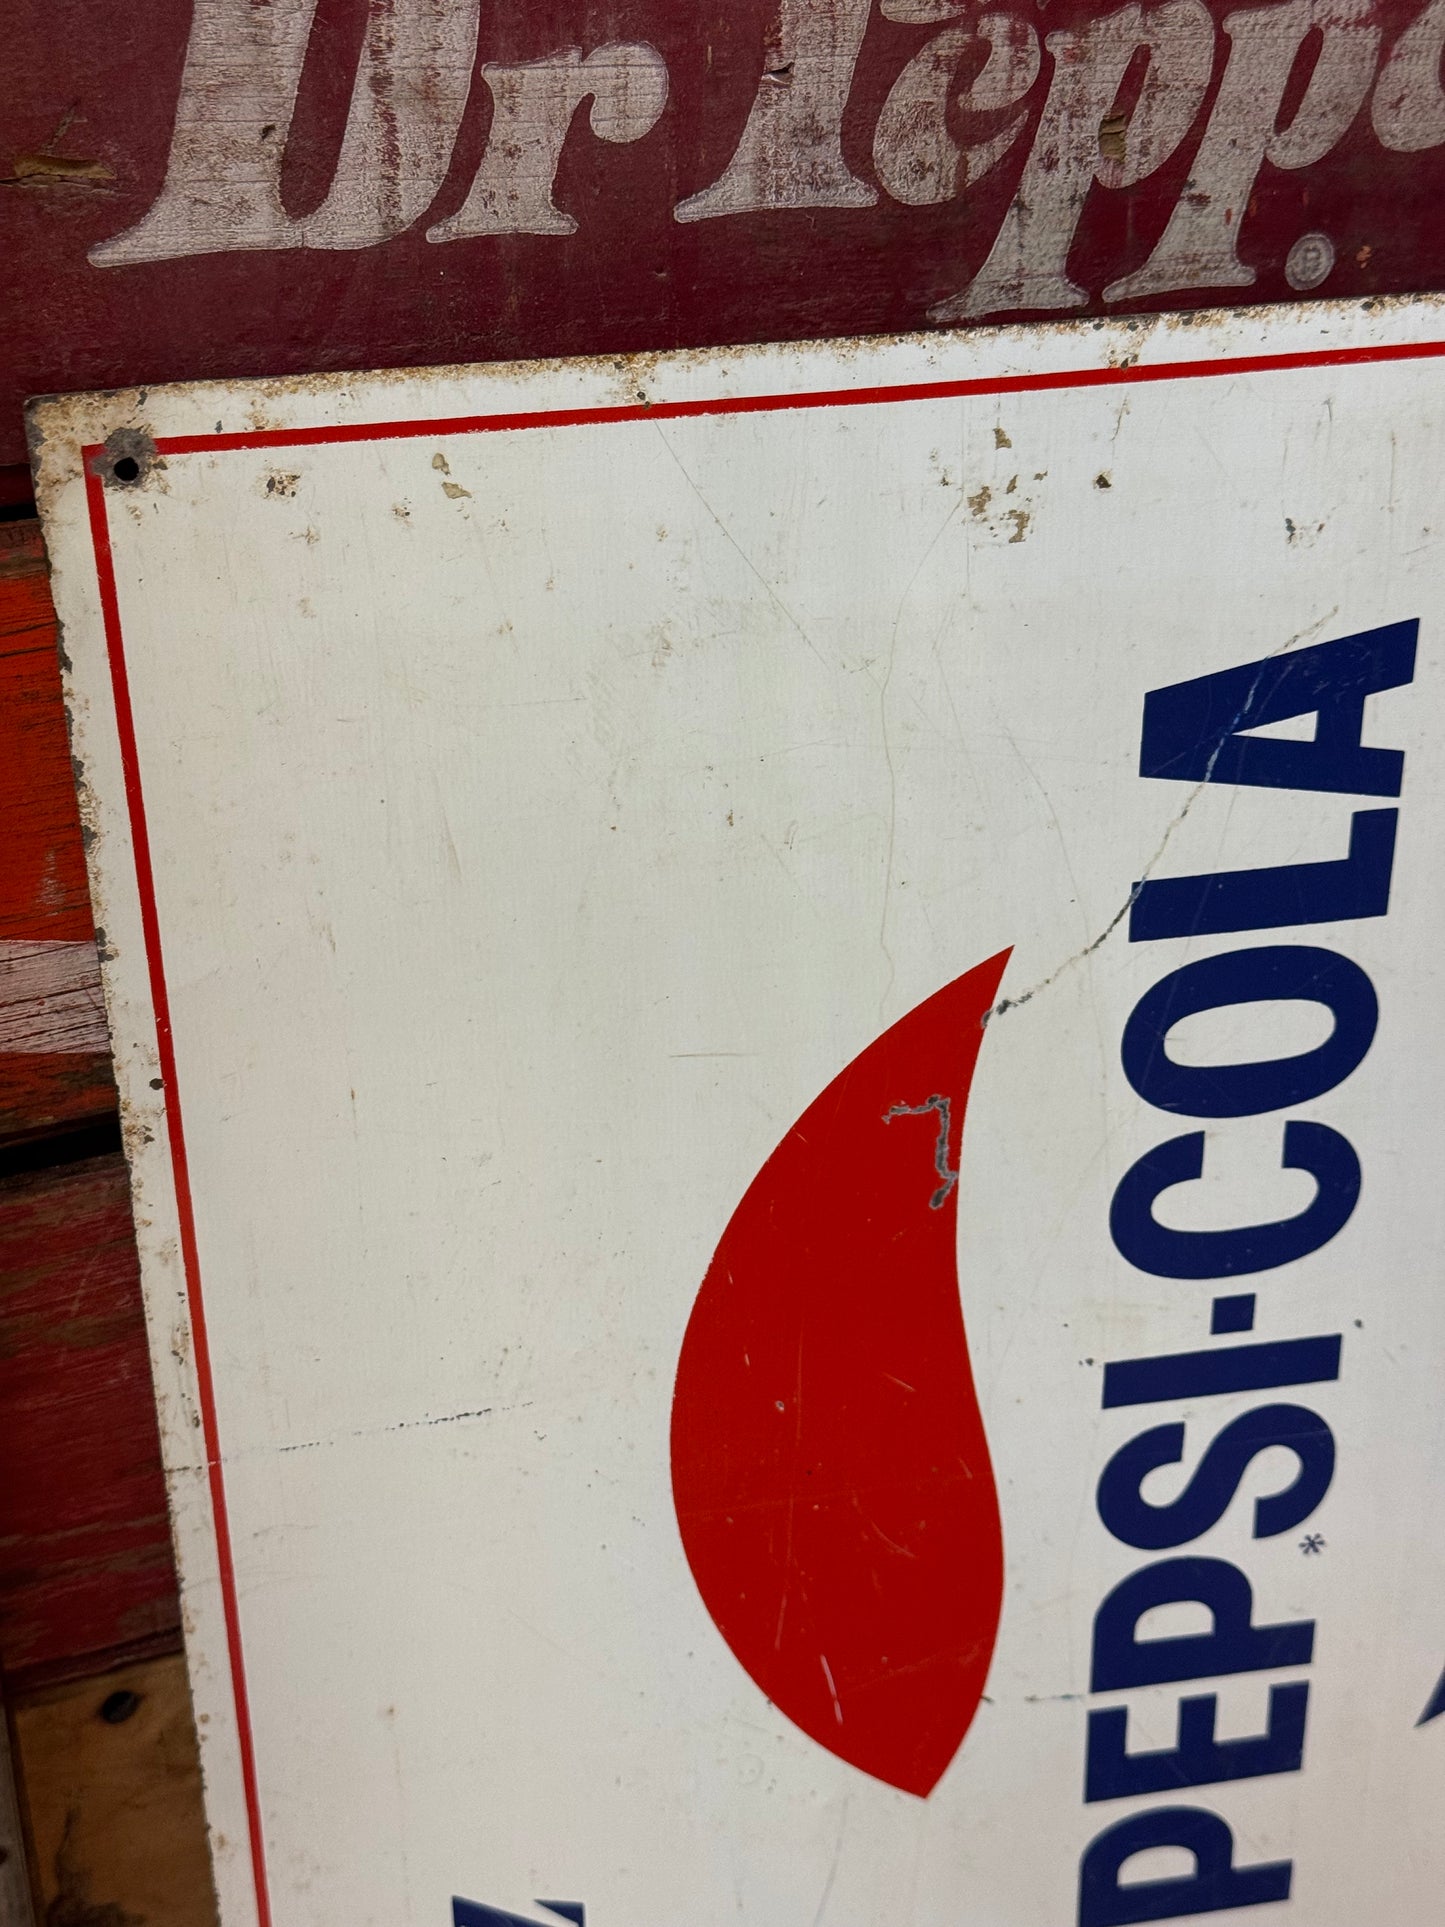 Dr Pepp
®
PEPSI-COLA
*